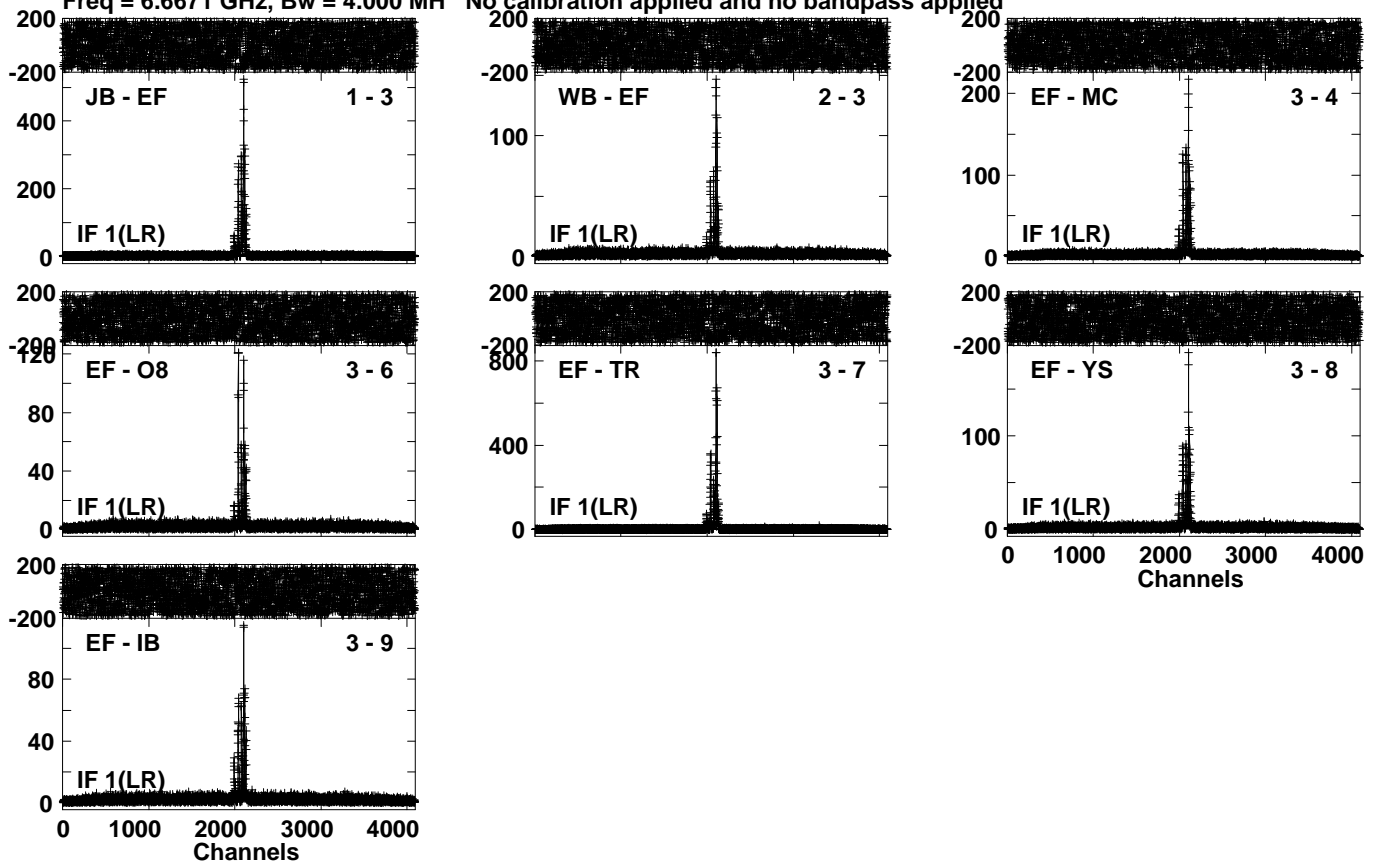 Freq = 6.6671 GHz, Bw = 4.000 MH No calibration applied and no bandpass applied
200
-200
JB - EF 1 - 3
400
200
IF 1(LR)
0
200
-200
WB - EF 2 - 3
100
IF 1(LR)
0
200
-200
EF - MC 3 - 4
200
100
IF 1(LR)
0
200
-200
120
EF - O8 3 - 6
80
40
IF 1(LR)
0
200
-200
800
EF - TR 3 - 7
400
IF 1(LR)
0
200
-200
EF - YS 3 - 8
100
IF 1(LR)
0
0 1000 2000 3000 4000
Channels
200
-200
EF - IB 3 - 9
80
40
IF 1(LR)
0
0 1000 2000 3000 4000
Channels